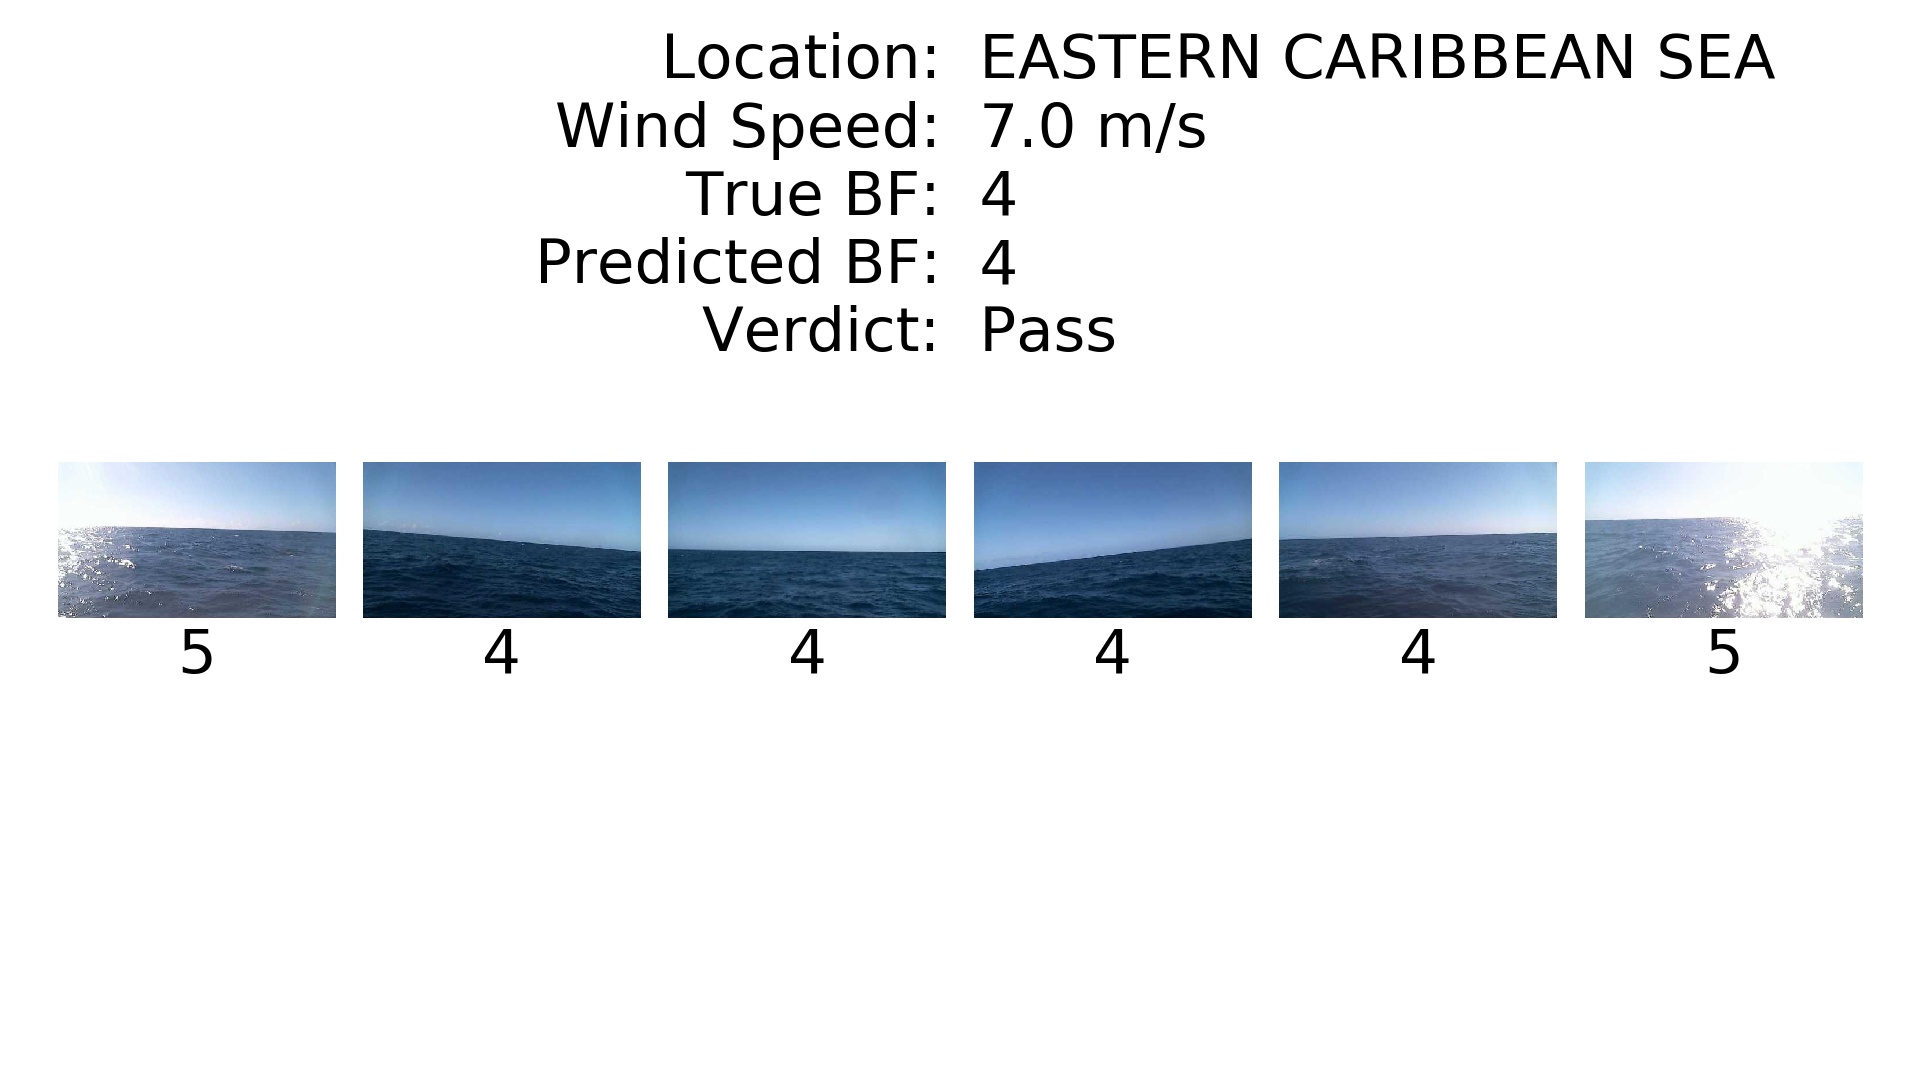 Location: EASTERN CARIBBEAN SEA
Wind Speed: 7.0 m/s
True BF: 4
Predicted BF: 4
Verdict: Pass
5 4 4 4 4 5